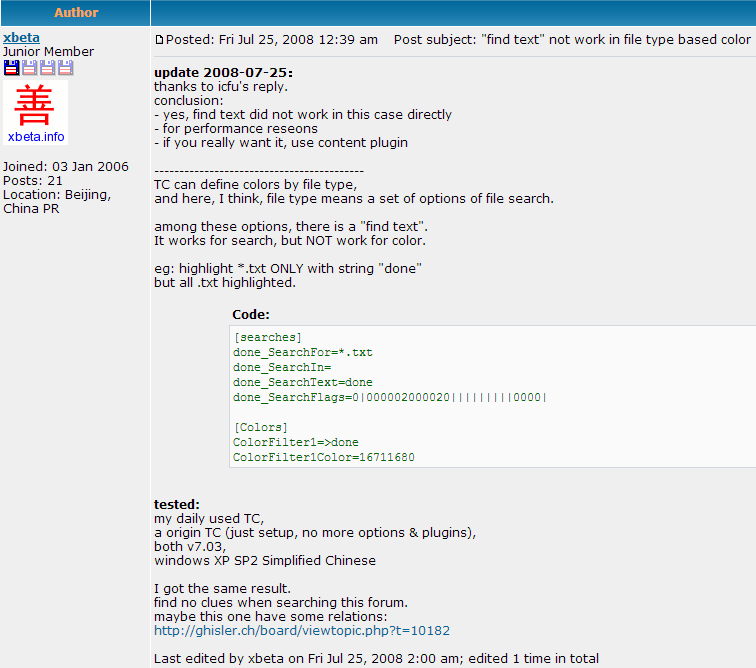 Author
xbeta
Junior Member
善
xbeta.info
Joined: 03 Jan 2006
Posts: 21
Location: Beijing,
China PR
Posted: Fri Jul 25, 2008 12:39 am Post subject: "find text" not work in file type based color
update 2008-07-25:
thanks to icfu's reply.
conclusion:
- yes, find text did not work in this case directly
- for performance reseons
- if you really want it, use content plugin
------------------------------------------
TC can define colors by file type,
and here, I think, file type means a set of options of file search.
among these options, there is a "find text".
It works for search, but NOT work for color.
eg: highlight *.txt ONLY with string "done"
but all .txt highlighted.
Code:
[searches]
done_SearchFor=*.txt
done_SearchIn=
done_SearchText=done
done_SearchFlags=0|000002000020|||||||||0000|
[Colors]
ColorFilter1=>done
ColorFilter1Color=16711680
tested:
my daily used TC,
a origin TC (just setup, no more options & plugins),
both v7.03,
windows XP SP2 Simplified Chinese
I got the same result.
find no clues when searching this forum.
maybe this one have some relations:
http://ghisler.ch/board/viewtopic.php?t=10182
Last edited by xbeta on Fri Jul 25, 2008 2:00 am; edited 1 time in total